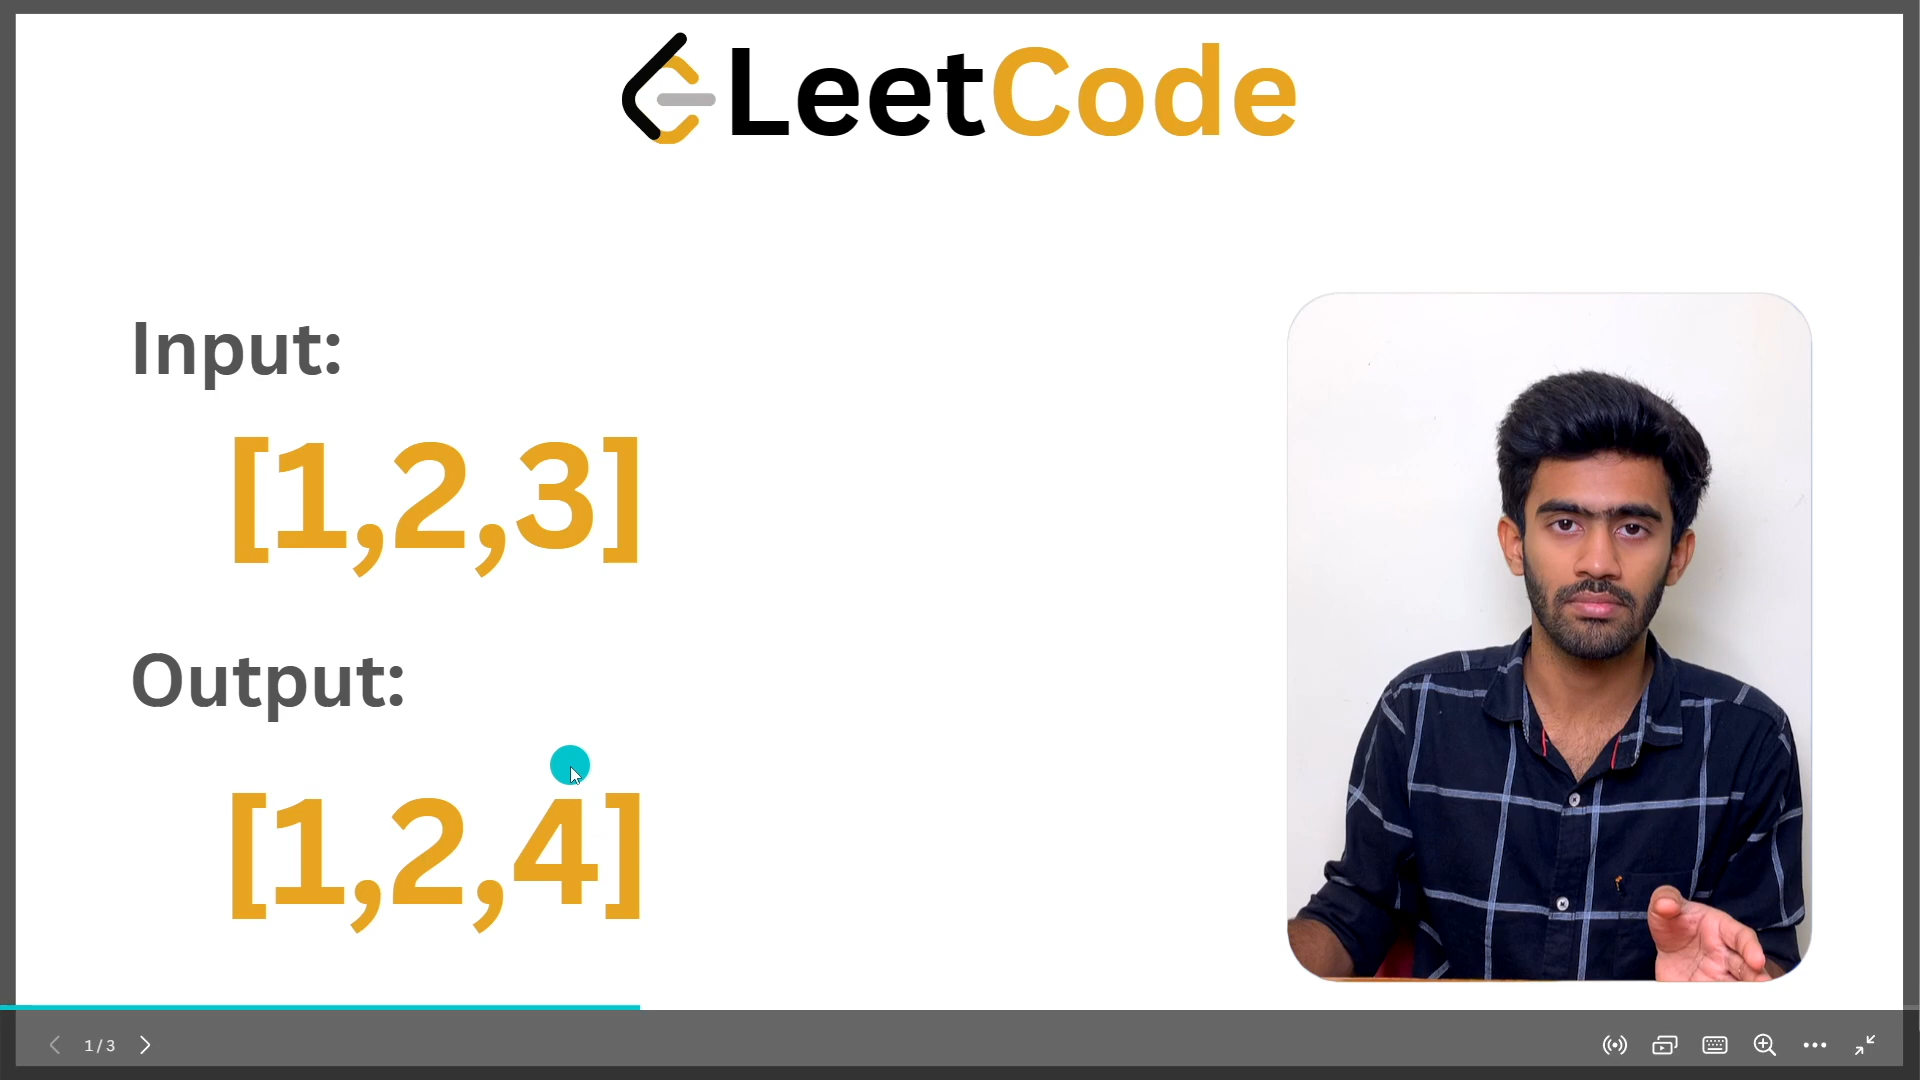 LeetCode
Input:
[1,2,3]
Output:
[1,2,4]
1/3